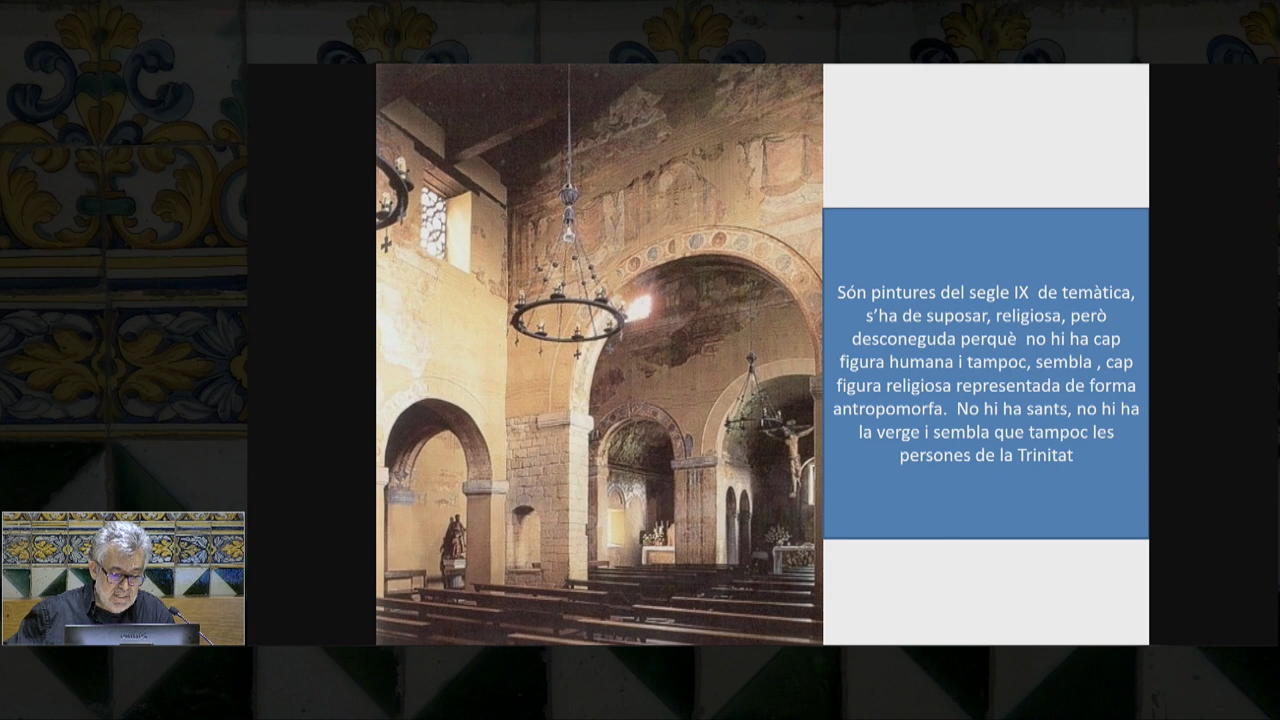 Són pintures del segle IX  de temàtica,
s’ha de suposar, religiosa, però
desconeguda perquè  no hi ha cap
figura humana i tampoc, sembla , cap
figura religiosa representada de forma
antropomorfa.  No hi ha sants, no hi ha
la verge i sembla que tampoc les
persones de la Trinitat
PHILIPS